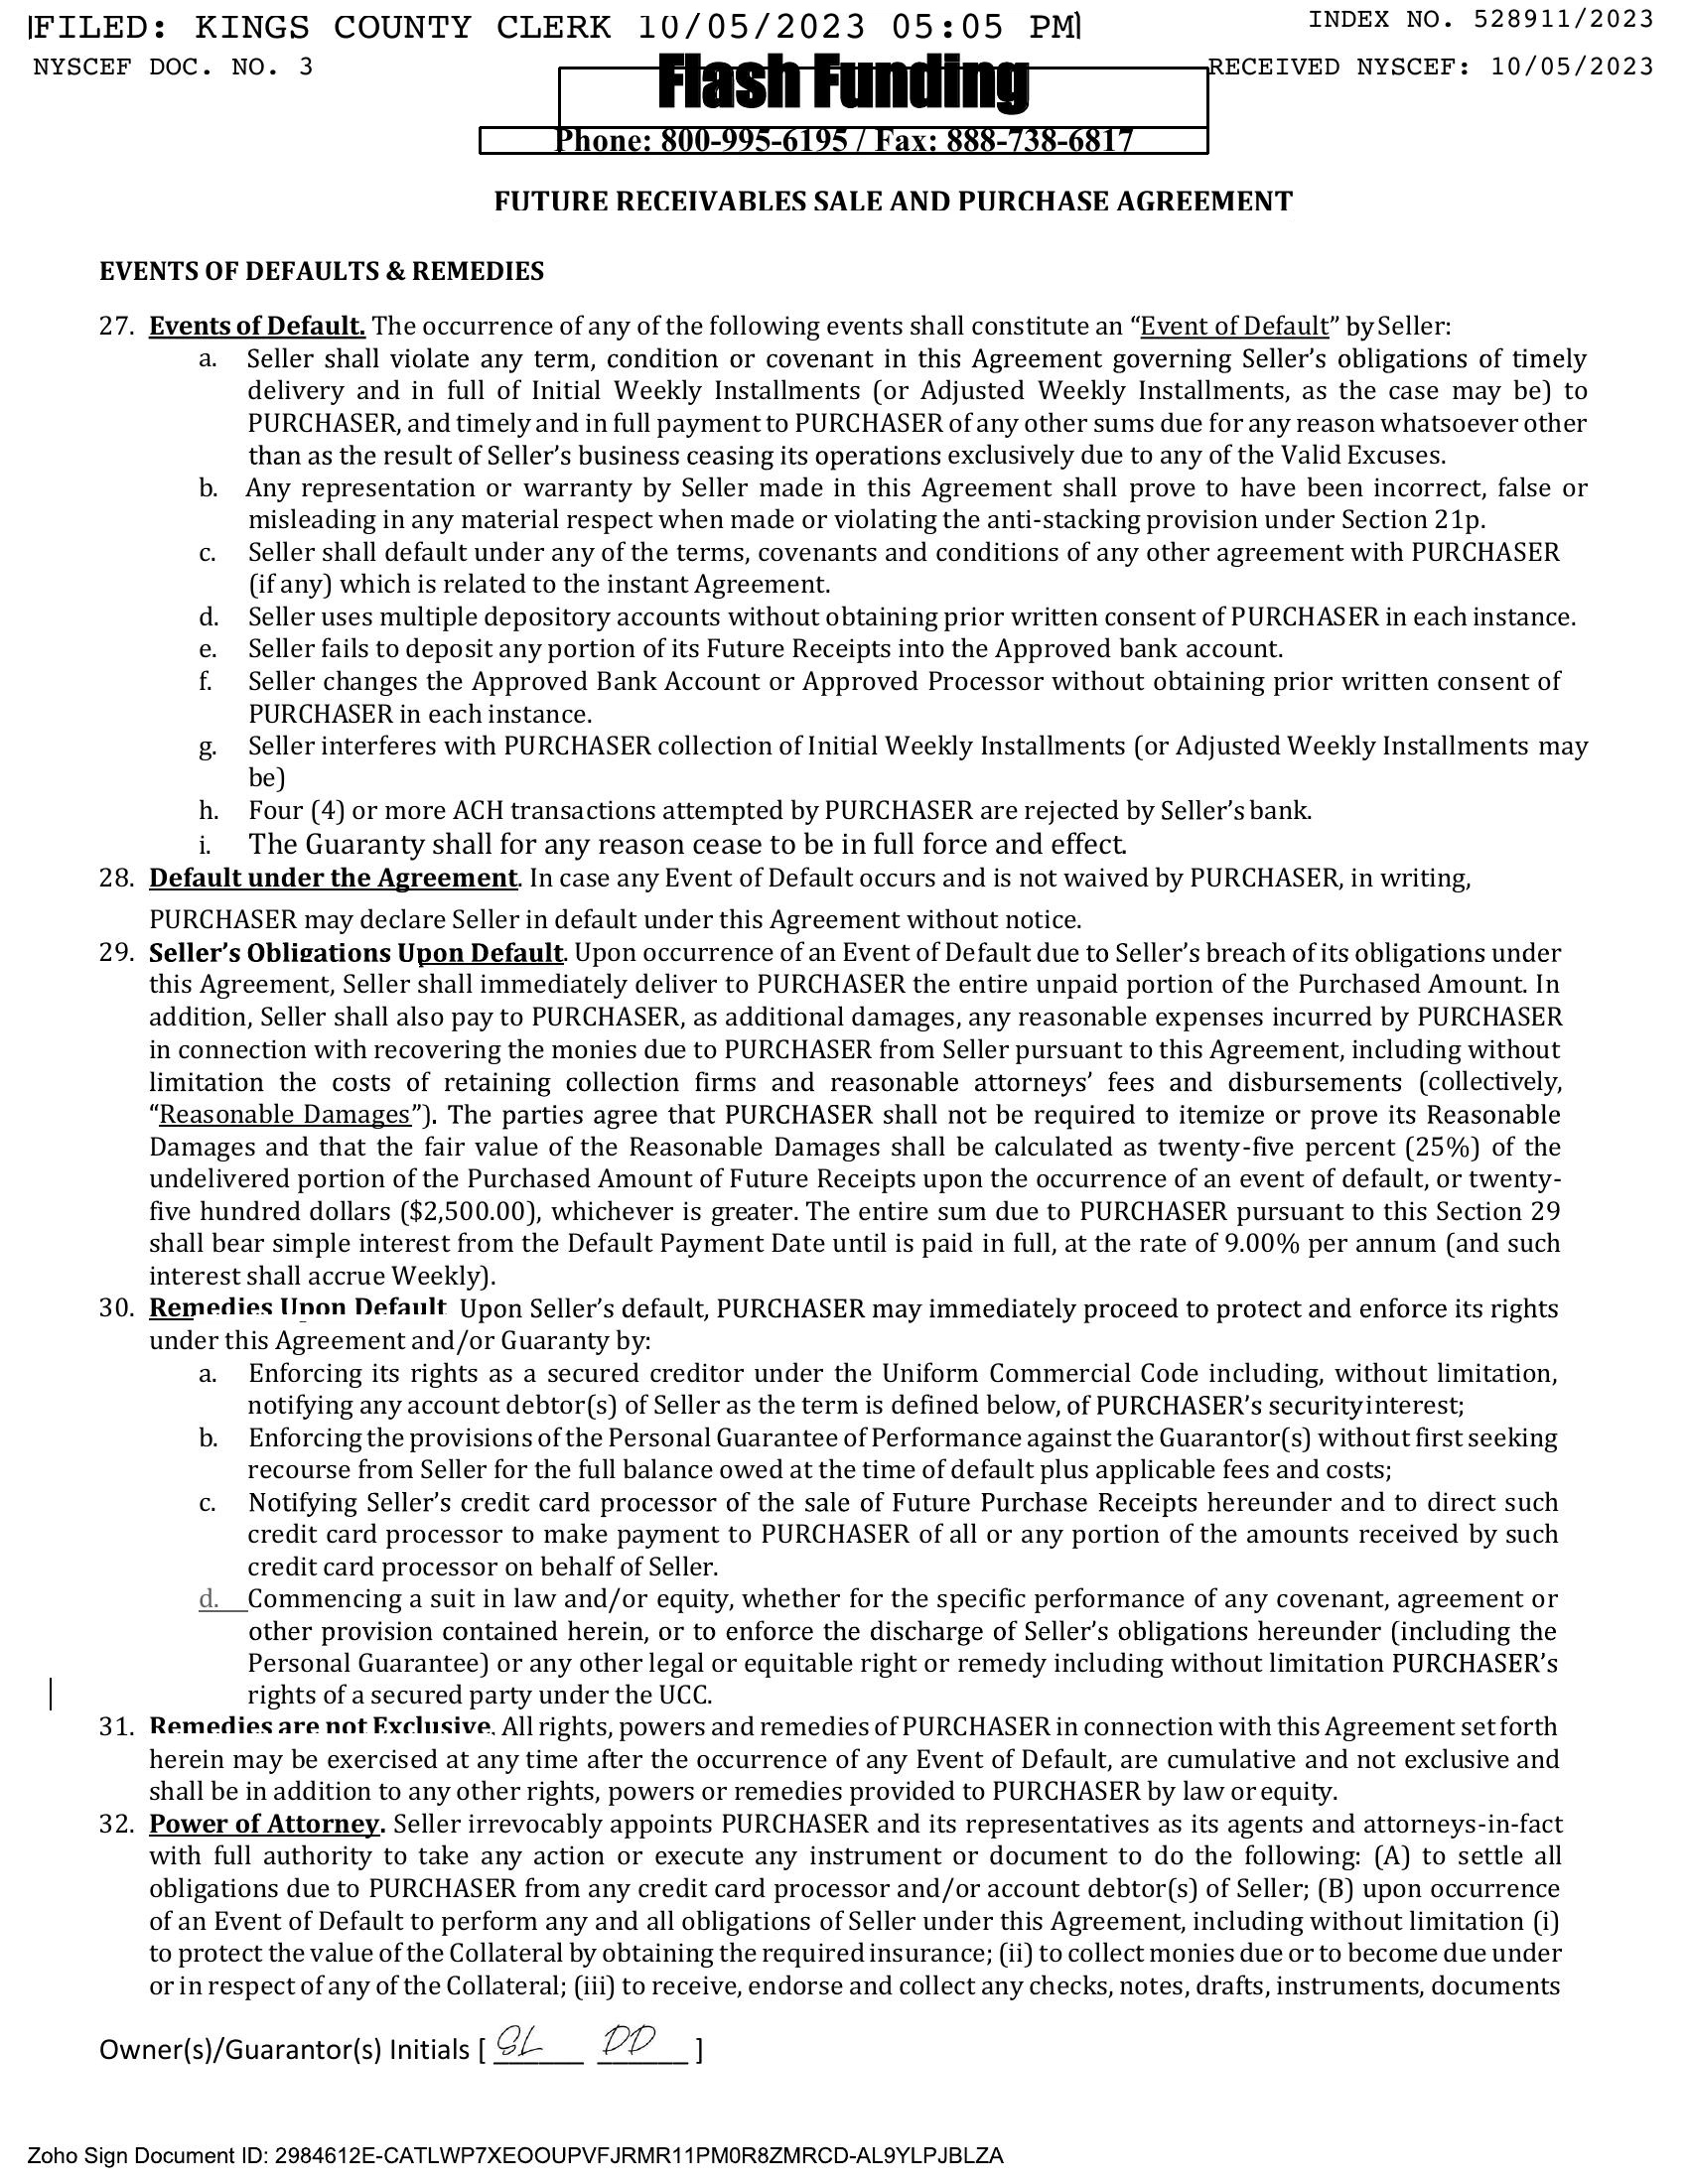 FILED: KINGS COUNTY CLERK 10/05/2023 05:05 PM
INDEX NO. 528911/2023
NYSCEF DOC. NO. 3
RECEIVED NYSCEF: 10/05/2023
Flash Funding
Phone: 800-995-6195 / Fax: 888-738-6817
FUTURE RECEIVABLES SALE AND PURCHASE AGREEMENT
EVENTS OF DEFAULTS & REMEDIES
27. Events of Default. The occurrence of any of the following events shall constitute an “Event of Default” by Seller:
a. Seller shall violate any term, condition or covenant in this Agreement governing Seller’s obligations of timely
delivery and in full of Initial Weekly Installments (or Adjusted Weekly Installments, as the case may be) to
PURCHASER, and timely and in full payment to PURCHASER of any other sums due for any reason whatsoever other
than as the result of Seller’s business ceasing its operations exclusively due to any of the Valid Excuses.
b. Any representation or warranty by Seller made in this Agreement shall prove to have been incorrect, false or
misleading in any material respect when made or violating the anti-stacking provision under Section 21p.
c. Seller shall default under any of the terms, covenants and conditions of any other agreement with PURCHASER
(if any) which is related to the instant Agreement.
d. Seller uses multiple depository accounts without obtaining prior written consent of PURCHASER in each instance.
e. Seller fails to deposit any portion of its Future Receipts into the Approved bank account.
f. Seller changes the Approved Bank Account or Approved Processor without obtaining prior written consent of
PURCHASER in each instance.
g. Seller interferes with PURCHASER collection of Initial Weekly Installments (or Adjusted Weekly Installments may
be)
h. Four (4) or more ACH transactions attempted by PURCHASER are rejected by Seller’s bank.
i. The Guaranty shall for any reason cease to be in full force and effect.
28. Default under the Agreement. In case any Event of Default occurs and is not waived by PURCHASER, in writing,
PURCHASER may declare Seller in default under this Agreement without notice.
29. Seller’s Obligations Upon Default. Upon occurrence of an Event of Default due to Seller’s breach of its obligations under
this Agreement, Seller shall immediately deliver to PURCHASER the entire unpaid portion of the Purchased Amount. In
addition, Seller shall also pay to PURCHASER, as additional damages, any reasonable expenses incurred by PURCHASER
in connection with recovering the monies due to PURCHASER from Seller pursuant to this Agreement, including without
limitation the costs of retaining collection firms and reasonable attorneys’ fees and disbursements (collectively,
“Reasonable Damages”). The parties agree that PURCHASER shall not be required to itemize or prove its Reasonable
Damages and that the fair value of the Reasonable Damages shall be calculated as twenty-five percent (25%) of the
undelivered portion of the Purchased Amount of Future Receipts upon the occurrence of an event of default, or twenty-
five hundred dollars ($2,500.00), whichever is greater. The entire sum due to PURCHASER pursuant to this Section 29
shall bear simple interest from the Default Payment Date until is paid in full, at the rate of 9.00% per annum (and such
interest shall accrue Weekly).
30. Remedies Upon Default Upon Seller’s default, PURCHASER may immediately proceed to protect and enforce its rights
under this Agreement and/or Guaranty by:
a. Enforcing its rights as a secured creditor under the Uniform Commercial Code including, without limitation,
notifying any account debtor(s) of Seller as the term is defined below, of PURCHASER’s security interest;
b. Enforcing the provisions of the Personal Guarantee of Performance against the Guarantor(s) without first seeking
recourse from Seller for the full balance owed at the time of default plus applicable fees and costs;
c. Notifying Seller’s credit card processor of the sale of Future Purchase Receipts hereunder and to direct such
credit card processor to make payment to PURCHASER of all or any portion of the amounts received by such
credit card processor on behalf of Seller.
d. Commencing a suit in law and/or equity, whether for the specific performance of any covenant, agreement or
other provision contained herein, or to enforce the discharge of Seller’s obligations hereunder (including the
Personal Guarantee) or any other legal or equitable right or remedy including without limitation PURCHASER’s
rights of a secured party under the UCC.
31. Remedies are not Exclusive. All rights, powers and remedies of PURCHASER in connection with this Agreement set forth
herein may be exercised at any time after the occurrence of any Event of Default, are cumulative and not exclusive and
shall be in addition to any other rights, powers or remedies provided to PURCHASER by law or equity.
32. Power of Attorney. Seller irrevocably appoints PURCHASER and its representatives as its agents and attorneys-in-fact
with full authority to take any action or execute any instrument or document to do the following: (A) to settle all
obligations due to PURCHASER from any credit card processor and/or account debtor(s) of Seller; (B) upon occurrence
of an Event of Default to perform any and all obligations of Seller under this Agreement, including without limitation (i)
to protect the value of the Collateral by obtaining the required insurance; (ii) to collect monies due or to become due under
or in respect of any of the Collateral; (iii) to receive, endorse and collect any checks, notes, drafts, instruments, documents
Owner(s)/Guarantor(s) Initials [ SL DD ]
Zoho Sign Document ID: 2984612E-CATLWP7XEOOUPVFJRMR11PM0R8ZMRCD-AL9YLPJBLZA